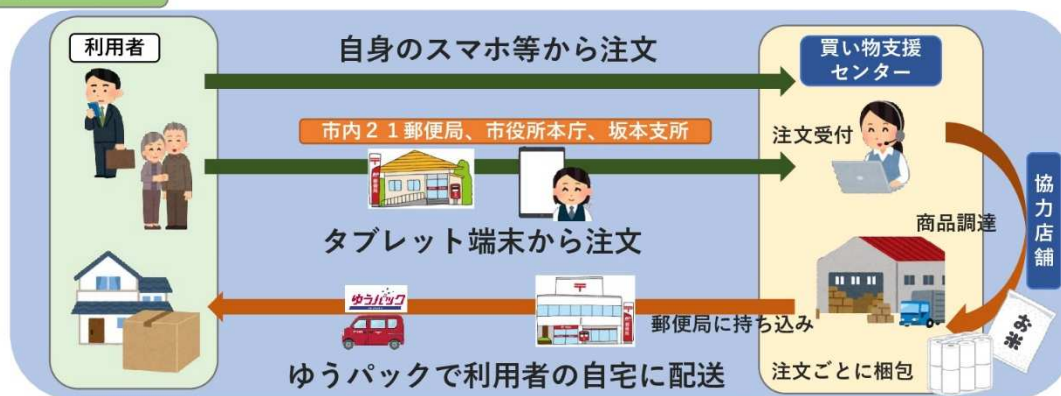 利用者
自身のスマホ等から注文
買い物支援
センター
市内２１郵便局、市役所本庁、坂本支所
注文受付
タブレット端末から注文
協力店舗
商品調達
ゆうパック
〒
郵便局に持ち込み
お米
注文ごとに梱包
ゆうパックで利用者の自宅に配送